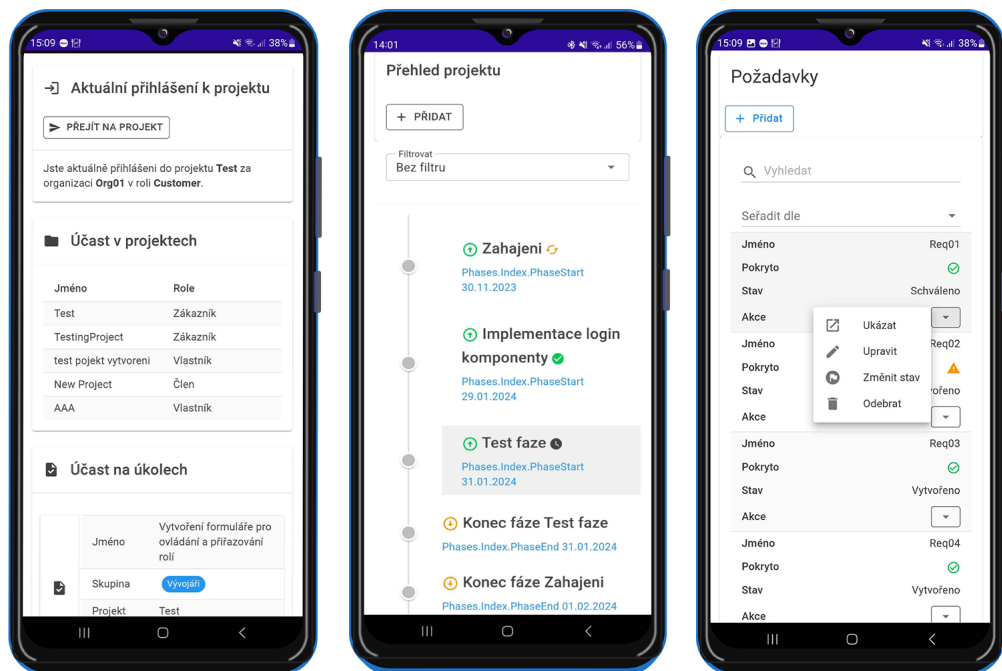 15:09
38%
Aktuální přihlášení k projektu
PŘEJÍT NA PROJEKT
Jste aktuálně přihlášeni do projektu Test za
organizaci Org01 v roli Customer.
Účast v projektech
Jméno Role
Test Zákazník
TestingProject Zákazník
test pojekt vytvoreni Vlastník
New Project Člen
AAA Vlastník
Účast na úkolech
Jméno
Vytvoření formuláře pro
ovládání a přiřazování
rolí
Skupina Vývojáři
Projekt Test
14:01
56%
Přehled projektu
+ PŘIDAT
Filtrovat
Bez filtru
Zahajeni
Phases.Index.PhaseStart
30.11.2023
Implementace login
komponenty
Phases.Index.PhaseStart
29.01.2024
Test faze
Phases.Index.PhaseStart
31.01.2024
Konec fáze Test faze
Phases.Index.PhaseEnd 31.01.2024
Konec fáze Zahajeni
Phases.Index.PhaseEnd 01.02.2024
15:09
38%
Požadavky
+ Přidat
Vyhledat
Seřadit dle
Jméno Req01
Pokryto
Stav Schváleno
Akce
Ukázat
Upravit
Změnit stav
Odebrat
Jméno Req02
Pokryto
Stav
Akce
Jméno Req03
Pokryto
Stav Vytvořeno
Akce
Jméno Req04
Pokryto
Stav Vytvořeno
Akce